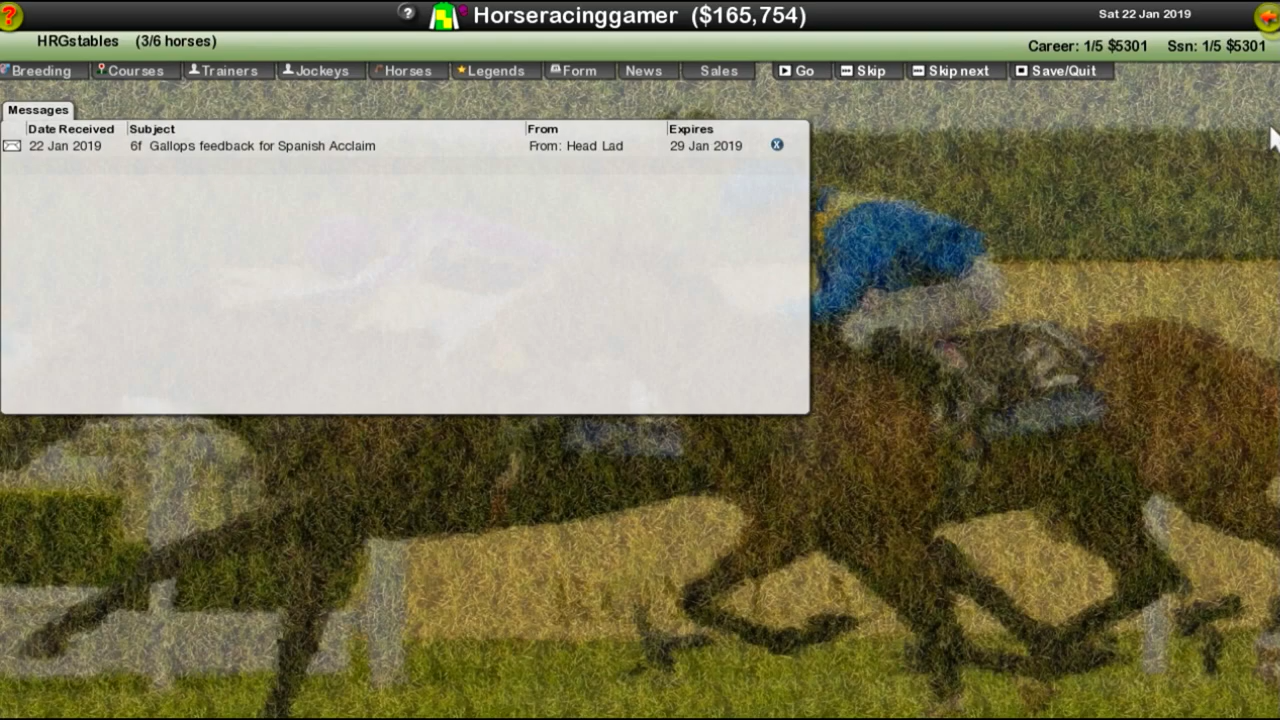 ?
? Horseracinggamer ($165,754) Sat 22 Jan 2019
HRGstables (3/6 horses) Career: 1/5 $5301 Ssn: 1/5 $5301
Breeding Courses Trainers Jockeys Horses Legends Form News Sales Go Skip Skip next Save/Quit
Messages
Date Received Subject From Expires
22 Jan 2019 6f Gallops feedback for Spanish Acclaim From: Head Lad 29 Jan 2019 X